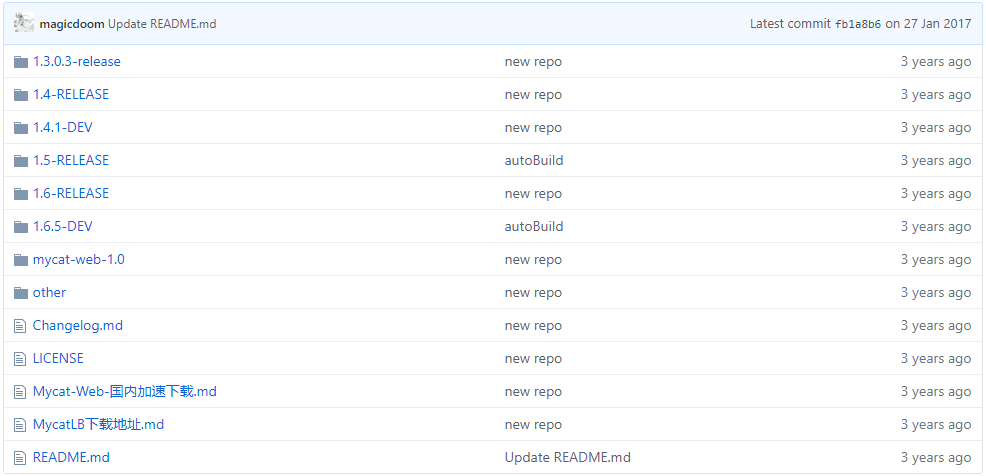 magicdoom Update README.md Latest commit fb1a8b6 on 27 Jan 2017
1.3.0.3-release new repo 3 years ago
1.4-RELEASE new repo 3 years ago
1.4.1-DEV new repo 3 years ago
1.5-RELEASE autoBuild 3 years ago
1.6-RELEASE new repo 3 years ago
1.6.5-DEV autoBuild 3 years ago
mycat-web-1.0 new repo 3 years ago
other new repo 3 years ago
Changelog.md new repo 3 years ago
LICENSE new repo 3 years ago
Mycat-Web-国内加速下载.md new repo 3 years ago
MycatLB下载地址.md new repo 3 years ago
README.md Update README.md 3 years ago